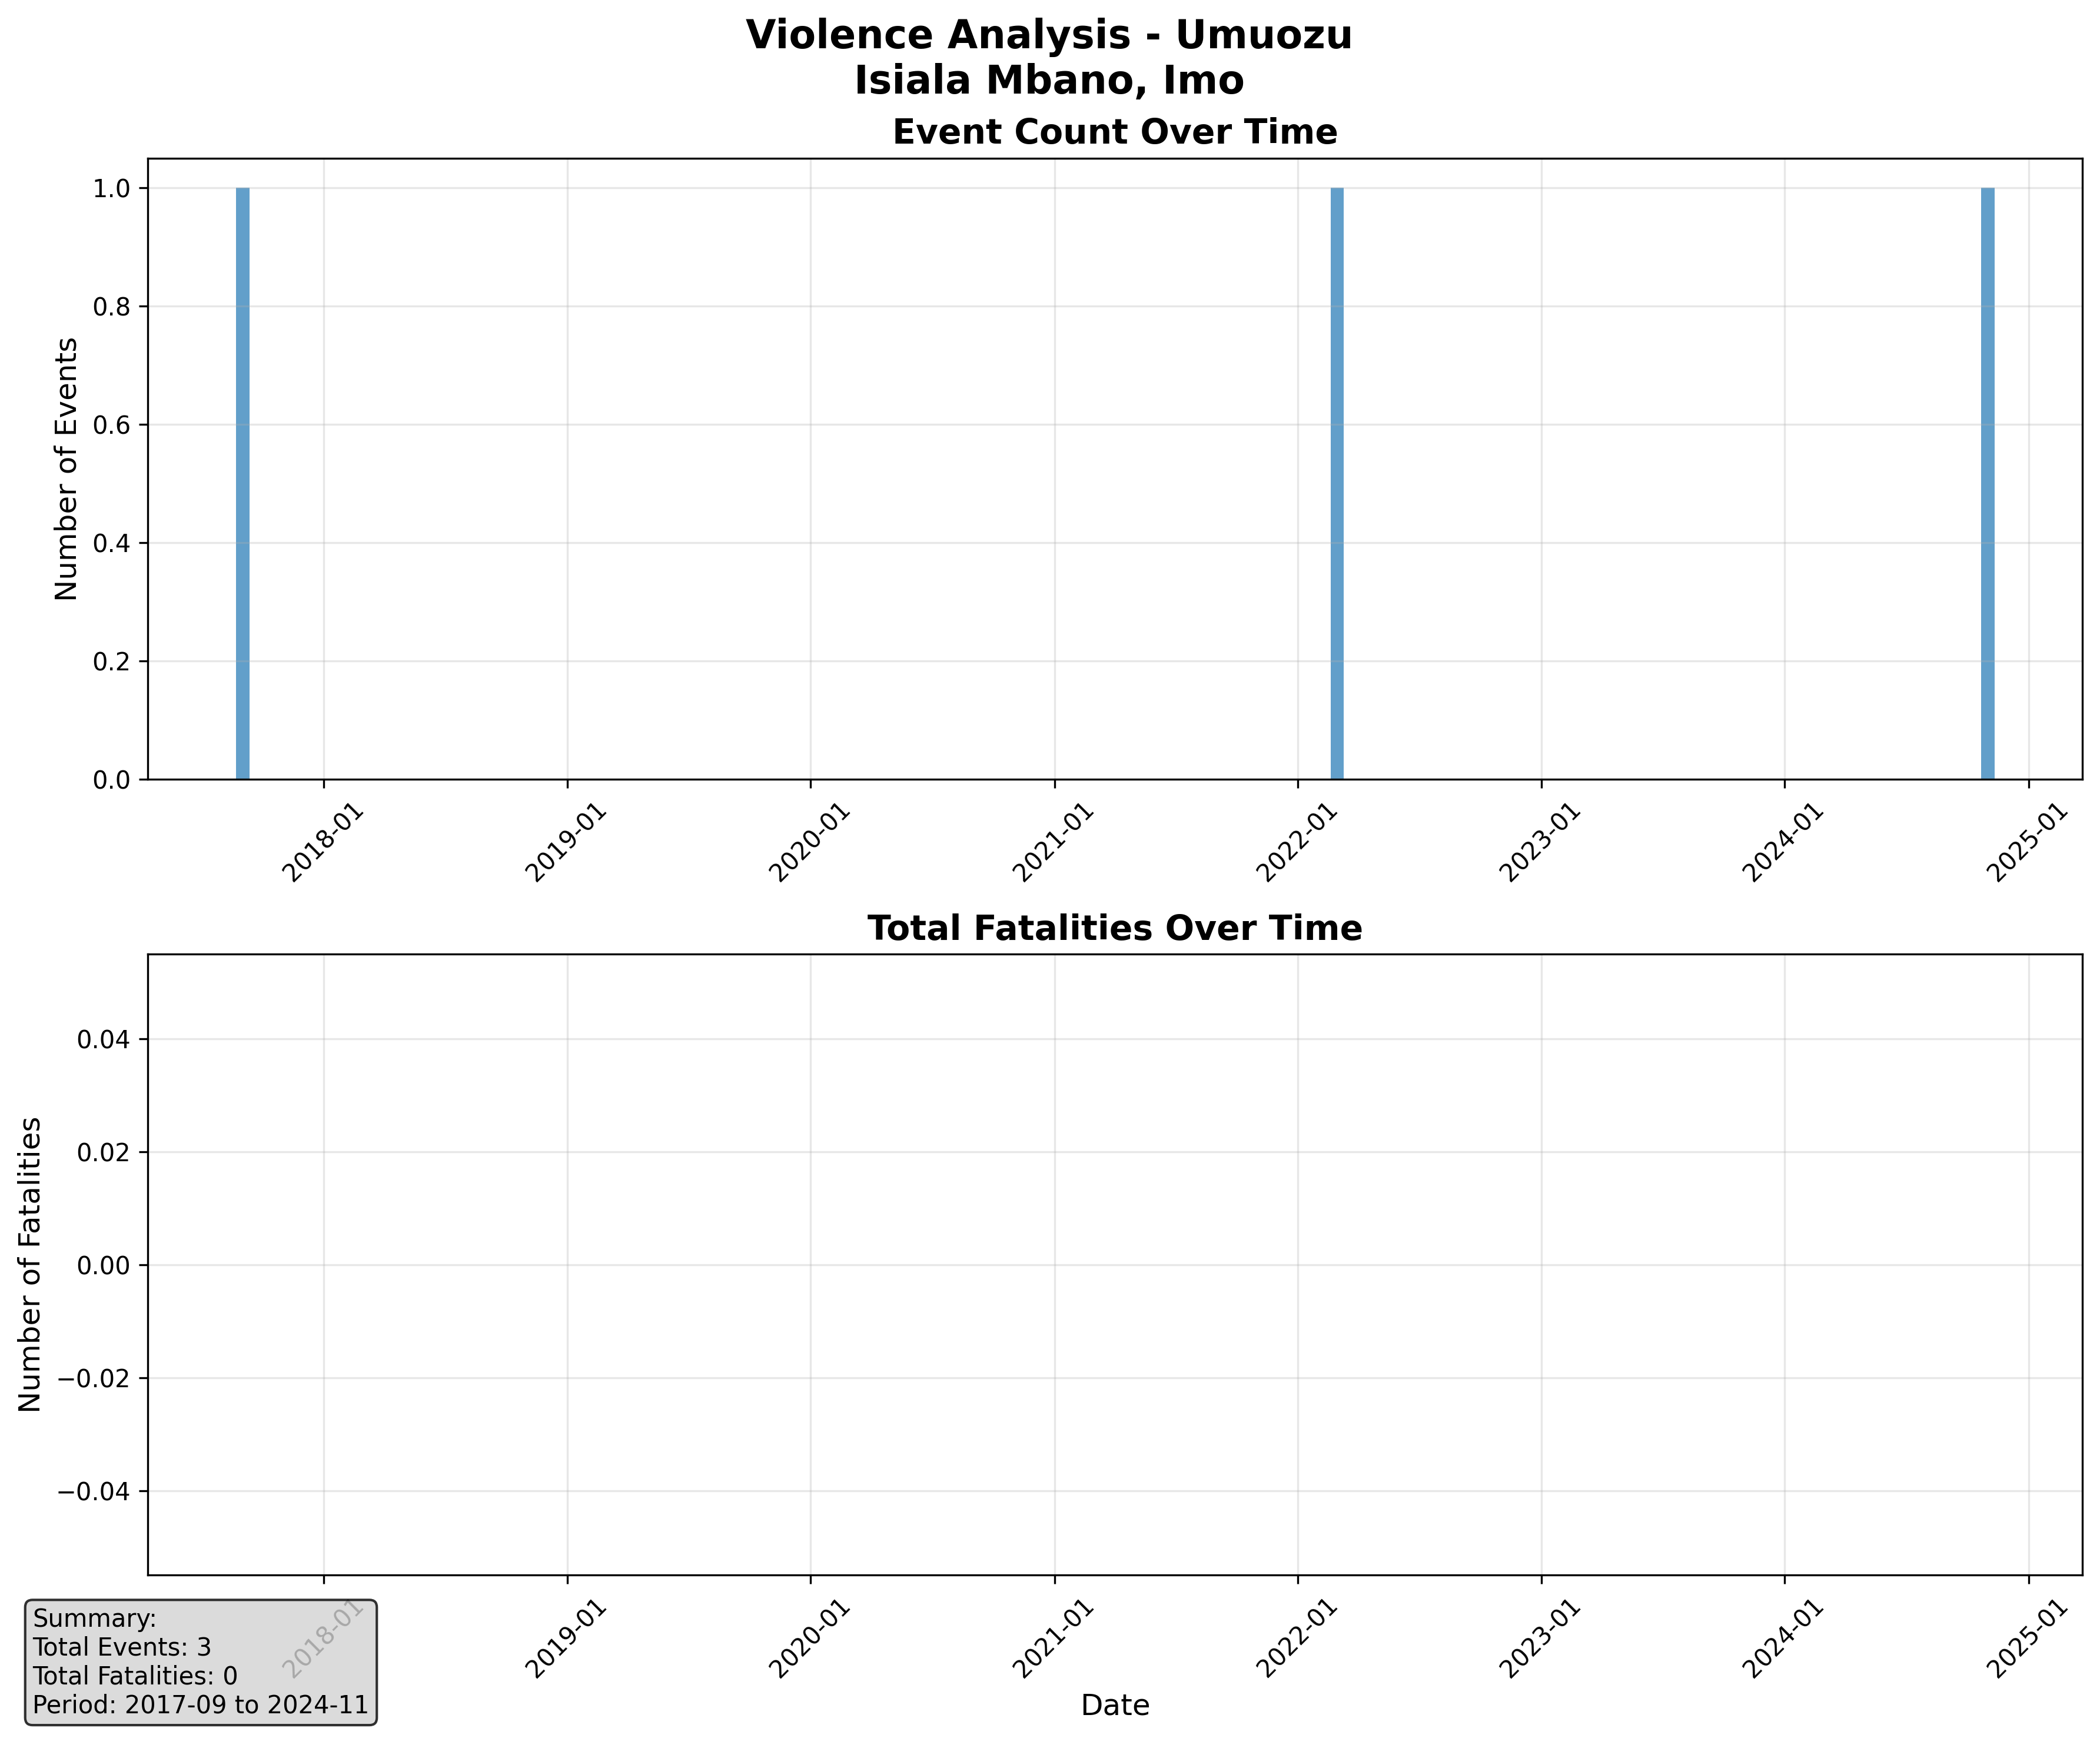 Violence Analysis - Umuozu
Isiala Mbano, Imo
Event Count Over Time
Number of Events
1.0
0.8
0.6
0.4
0.2
0.0
2018-01
2019-01
2020-01
2021-01
2022-01
2023-01
2024-01
2025-01
Total Fatalities Over Time
Number of Fatalities
0.04
0.02
0.00
−0.02
−0.04
2018-01
2019-01
2020-01
2021-01
2022-01
2023-01
2024-01
2025-01
Date
Summary:
Total Events: 3
Total Fatalities: 0
Period: 2017-09 to 2024-11